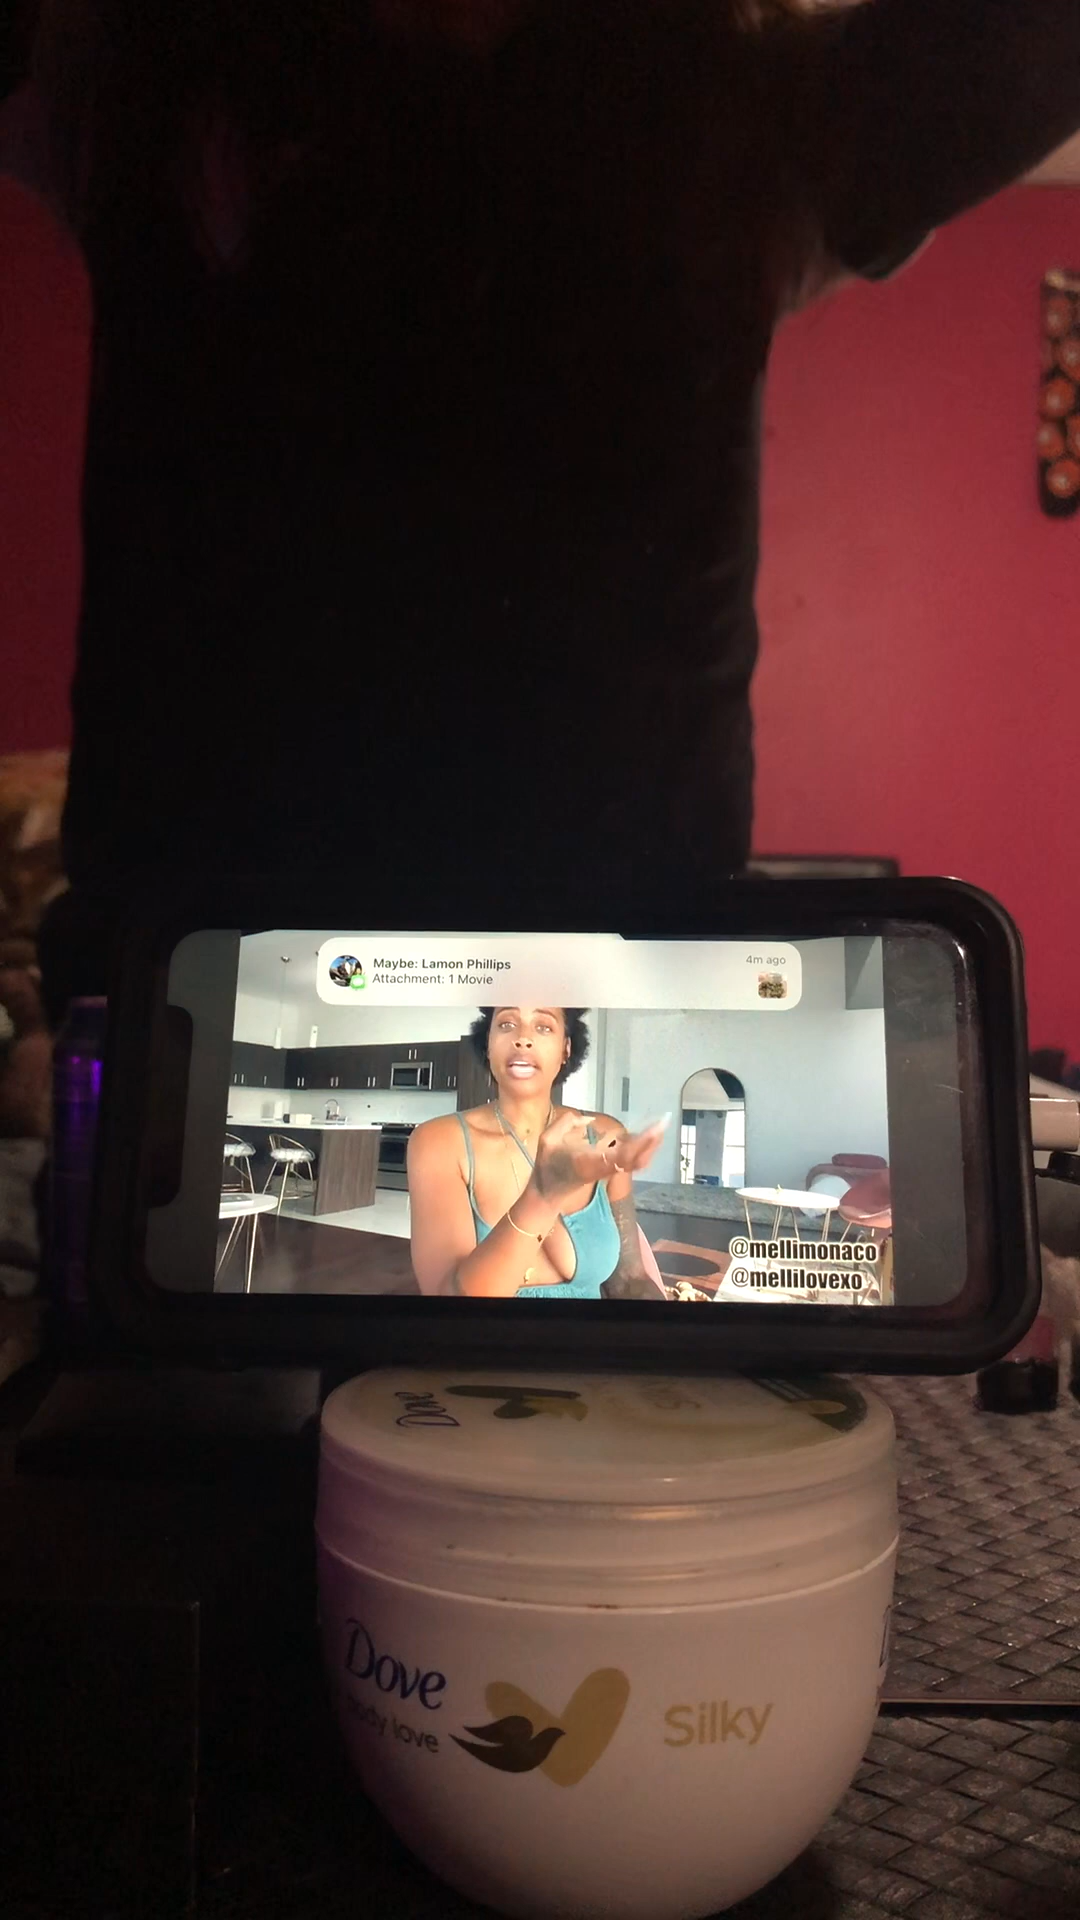 Maybe: Lamon Phillips
4m ago
Attachment: 1 Movie
@mellimonaco
@mellilovexo
Dove
Dove
body love
Silky